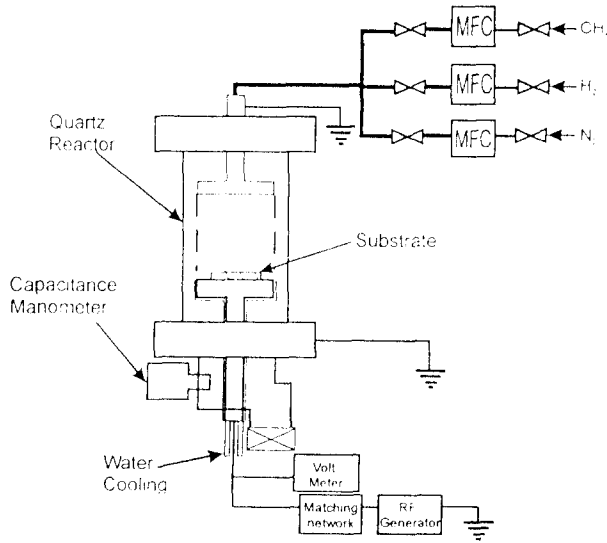 MFC
CH₄
MFC
H₂
MFC
N₂
Quartz
Reactor
Substrate
Capacitance
Manometer
Water
Cooling
Volt
Meter
Matching
network
RF
Generator